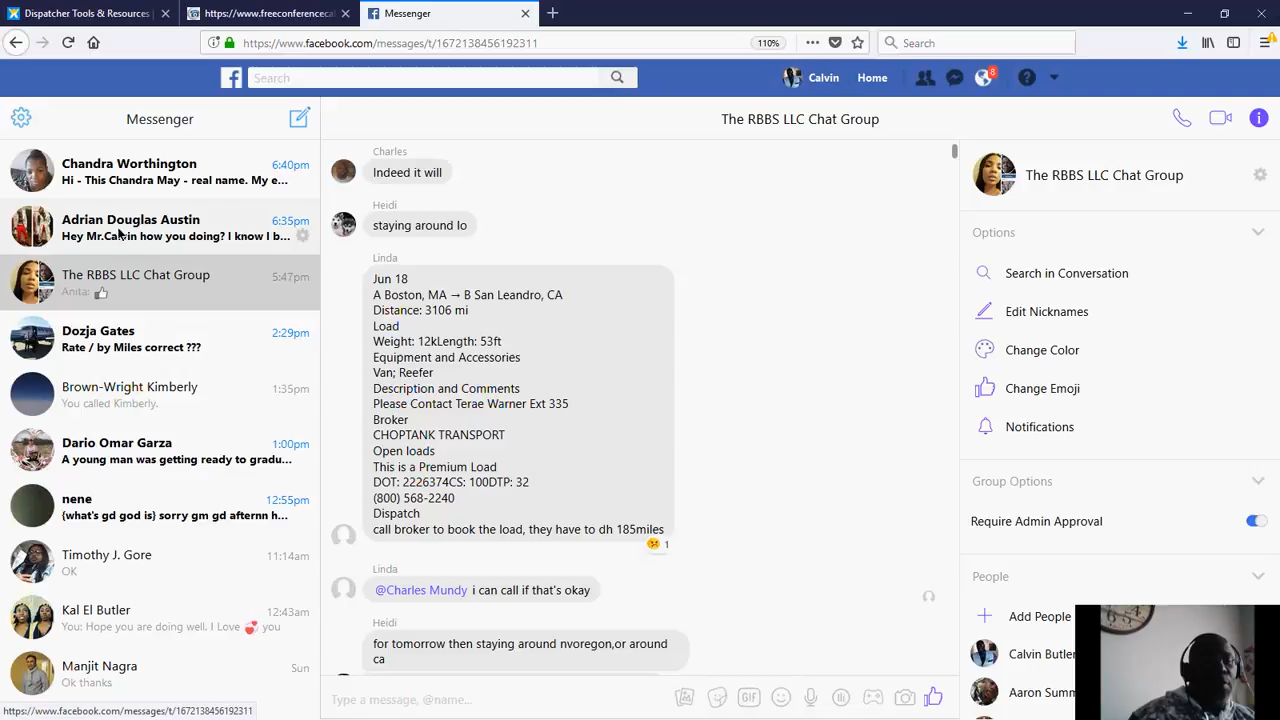 Dispatcher Tools & Resources
https://www.freeconferenceca
Messenger
https://www.facebook.com/messages/t/1672138456192311
110%
Search
Search
Calvin
Home
8
Messenger
Chandra Worthington
6:40pm
Hi - This Chandra May - real name. My e...
Adrian Douglas Austin
6:35pm
Hey Mr.Calvin how you doing? I know I b...
The RBBS LLC Chat Group
5:47pm
Anita:
Dozja Gates
2:29pm
Rate / by Miles correct ???
Brown-Wright Kimberly
1:35pm
You called Kimberly.
Dario Omar Garza
1:00pm
A young man was getting ready to gradu...
nene
12:55pm
{what's gd god is} sorry gm gd afternn h...
Timothy J. Gore
11:14am
OK
Kal El Butler
12:43am
You: Hope you are doing well. I Love 💞 you
Manjit Nagra
Sun
Ok thanks
https://www.facebook.com/messages/t/1672138456192311
The RBBS LLC Chat Group
Charles
Indeed it will
Heidi
staying around lo
Linda
Jun 18
A Boston, MA → B San Leandro, CA
Distance: 3106 mi
Load
Weight: 12kLength: 53ft
Equipment and Accessories
Van; Reefer
Description and Comments
Please Contact Terae Warner Ext 335
Broker
CHOPTANK TRANSPORT
Open loads
This is a Premium Load
DOT: 2226374CS: 100DTP: 32
(800) 568-2240
Dispatch
call broker to book the load, they have to dh 185miles
1
Linda
@Charles Mundy i can call if that's okay
Heidi
for tomorrow then staying around nvoregon,or around
ca
Type a message, @name...
GIF
The RBBS LLC Chat Group
Options
Search in Conversation
Edit Nicknames
Change Color
Change Emoji
Notifications
Group Options
Require Admin Approval
People
Add People
Calvin Butler
Aaron Summ